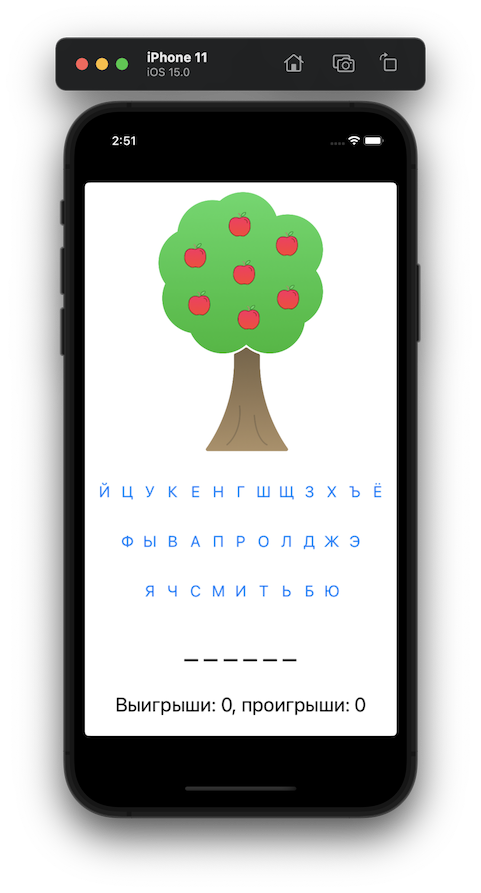 iPhone 11
iOS 15.0
2:51
Й Ц У К Е Н Г Ш Щ З Х Ъ Ё
Ф Ы В А П Р О Л Д Ж Э
Я Ч С М И Т Ь Б Ю
_ _ _ _ _ _
Выигрыши: 0, проигрыши: 0